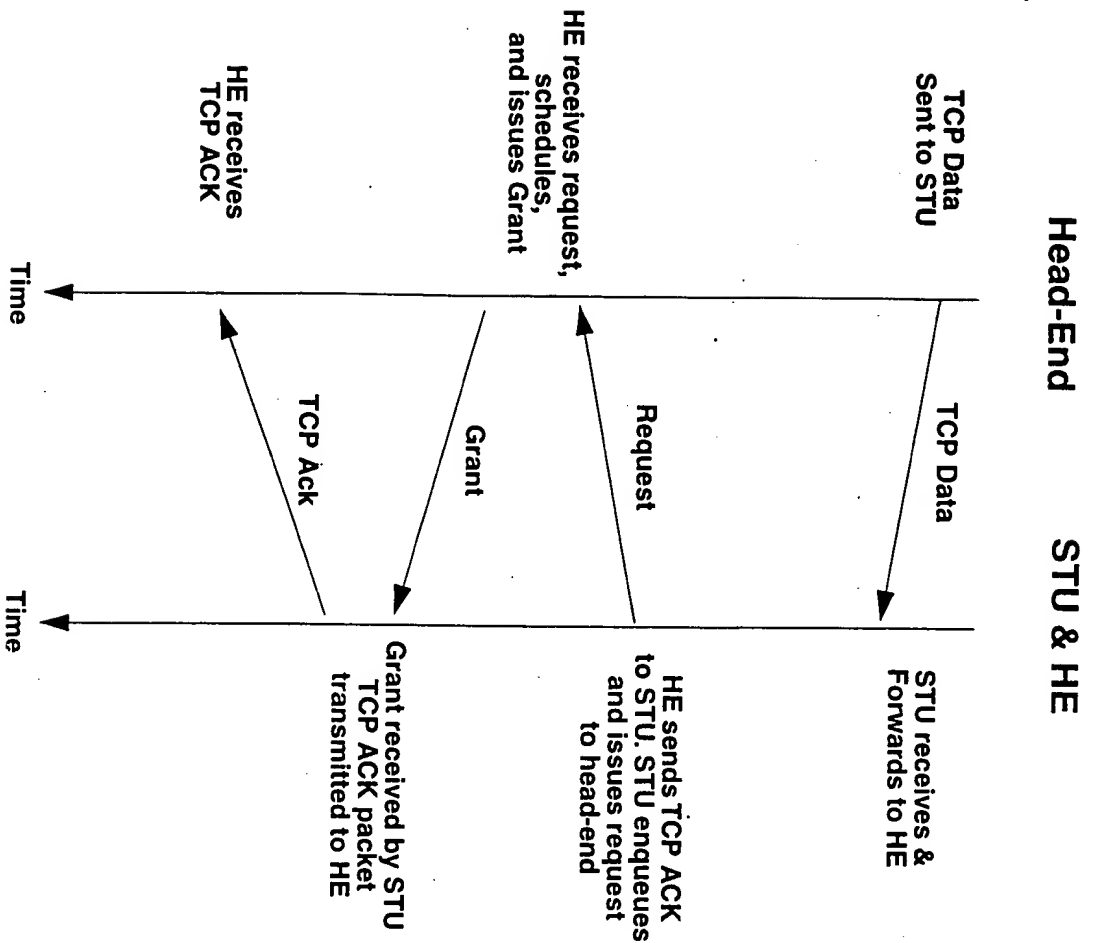 Head-End
STU & HE
TCP Data
Sent to STU
TCP Data
STU receives &
Forwards to HE
HE receives request,
schedules,
and issues Grant
Request
HE sends TCP ACK
to STU. STU enqueues
and issues request
to head-end
Grant
Grant received by STU
TCP ACK packet
transmitted to HE
HE receives
TCP ACK
TCP Ack
Time
Time